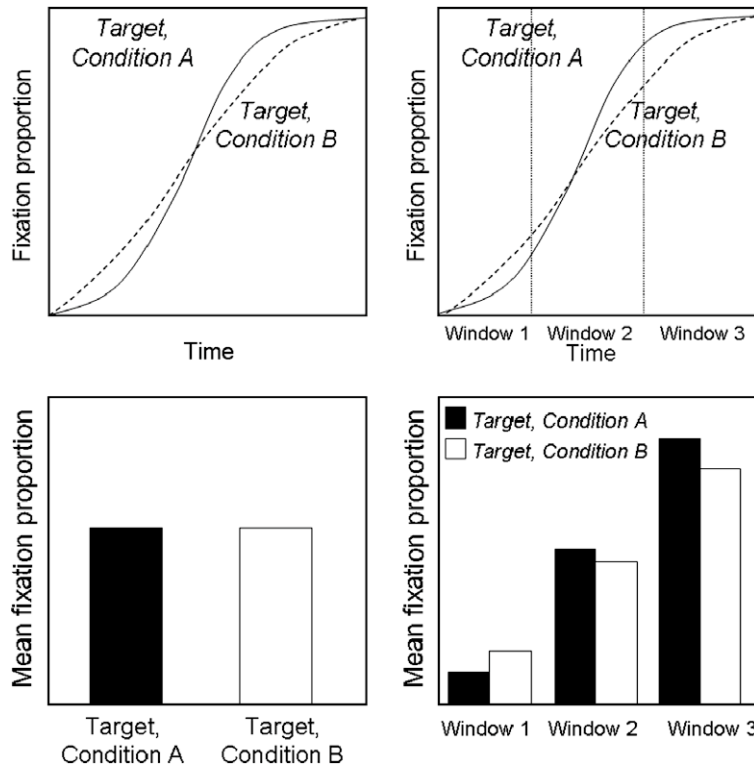 Fixation proportion
Target,
Condition A
Target,
Condition B
Time
Fixation proportion
Target,
Condition A
Target,
Condition B
Window 1
Window 2
Window 3
Time
Mean fixation proportion
Target,
Condition A
Target,
Condition B
Mean fixation proportion
Target, Condition A
Target, Condition B
Window 1
Window 2
Window 3